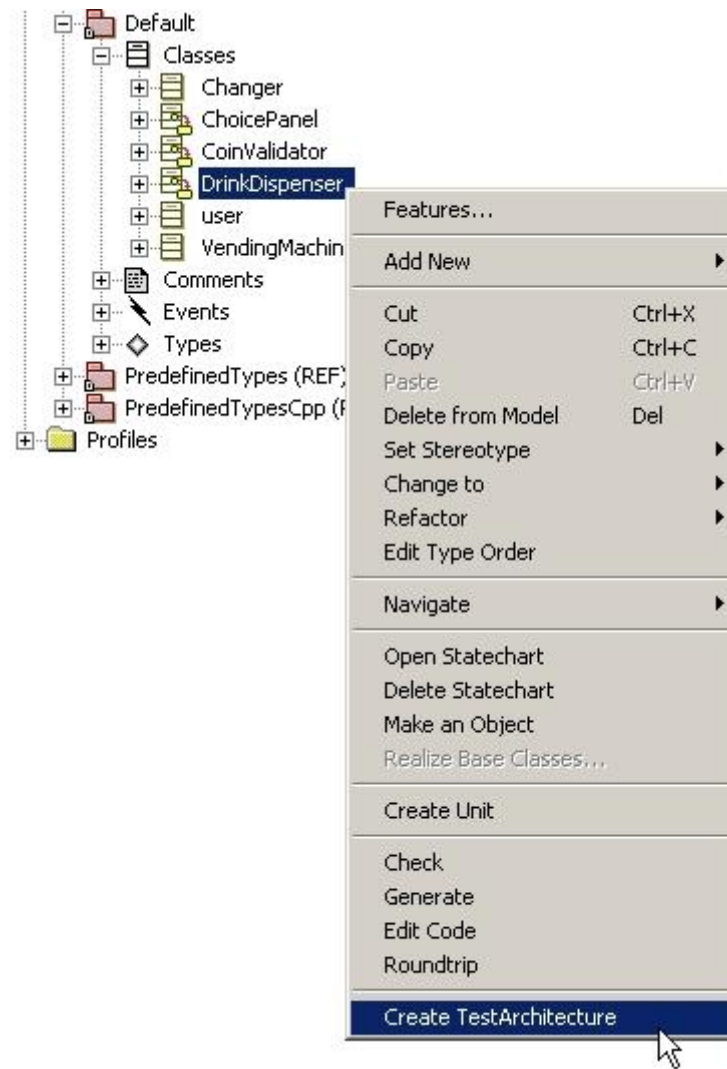 Default
Classes
Changer
ChoicePanel
CoinValidator
DrinkDispenser
user
VendingMachin
Comments
Events
Types
PredefinedTypes (REF)
PredefinedTypesCpp (
Profiles
Features...
Add New
Cut Ctrl+X
Copy Ctrl+C
Paste Ctrl+V
Delete from Model Del
Set Stereotype
Change to
Refactor
Edit Type Order
Navigate
Open Statechart
Delete Statechart
Make an Object
Realize Base Classes...
Create Unit
Check
Generate
Edit Code
Roundtrip
Create TestArchitecture